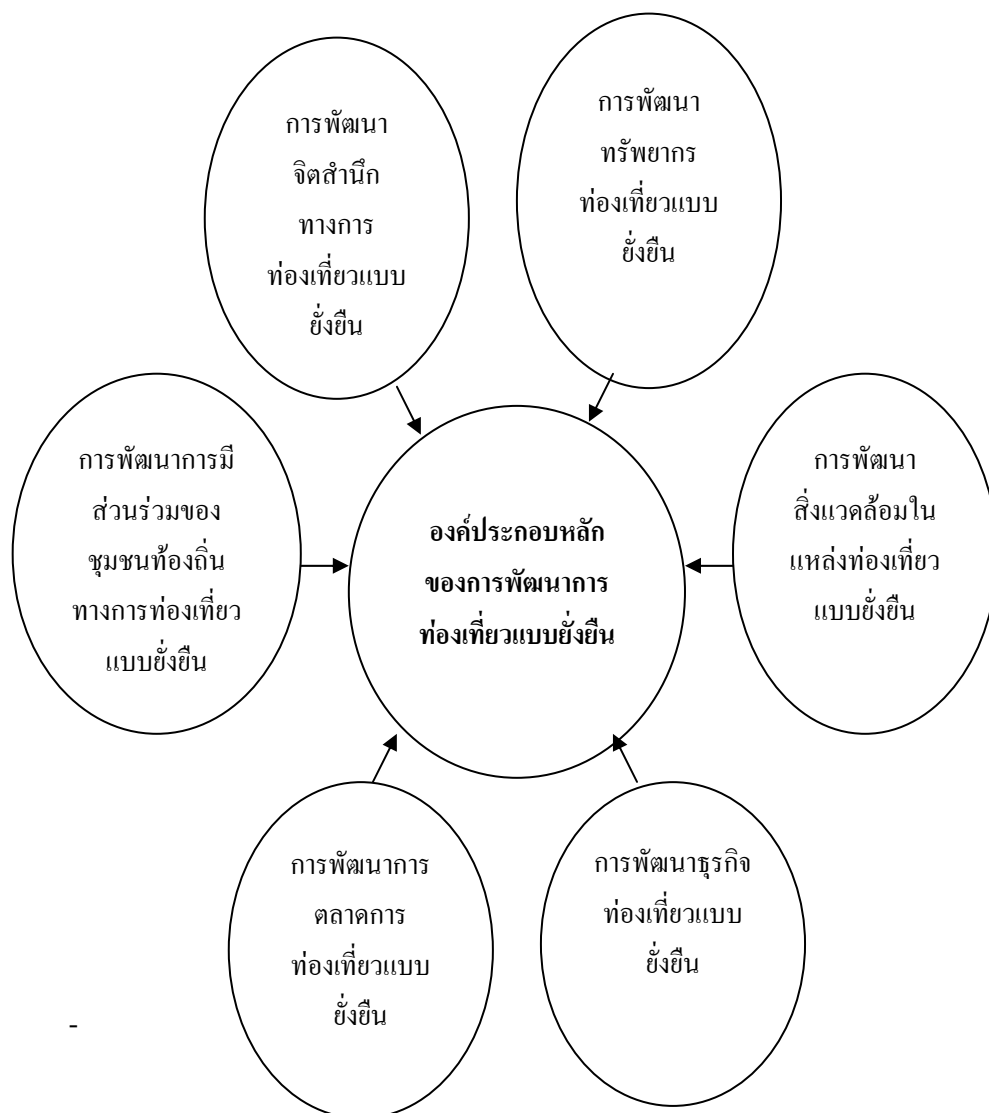 การพัฒนา
จิตสำนึก
ทางการ
ท่องเที่ยวแบบ
ยั่งยืน
การพัฒนา
ทรัพยากร
ท่องเที่ยวแบบ
ยั่งยืน
การพัฒนาการมี
ส่วนร่วมของ
ชุมชนท้องถิ่น
ทางการท่องเที่ยว
แบบยั่งยืน
องค์ประกอบหลัก
ของการพัฒนาการ
ท่องเที่ยวแบบยั่งยืน
การพัฒนา
สิ่งแวดล้อมใน
แหล่งท่องเที่ยว
แบบยั่งยืน
การพัฒนาการ
ตลาดการ
ท่องเที่ยวแบบ
ยั่งยืน
การพัฒนาธุรกิจ
ท่องเที่ยวแบบ
ยั่งยืน
-